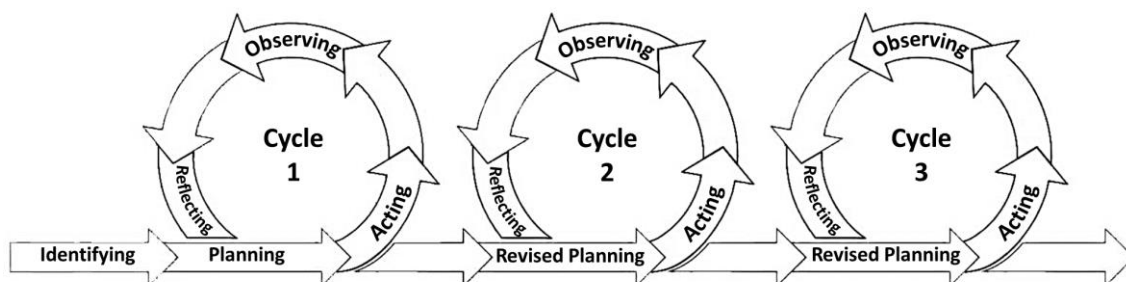 Observing
Observing
Observing
Cycle
1
Cycle
2
Cycle
3
Reflecting
Acting
Reflecting
Acting
Reflecting
Acting
Identifying
Planning
Revised Planning
Revised Planning